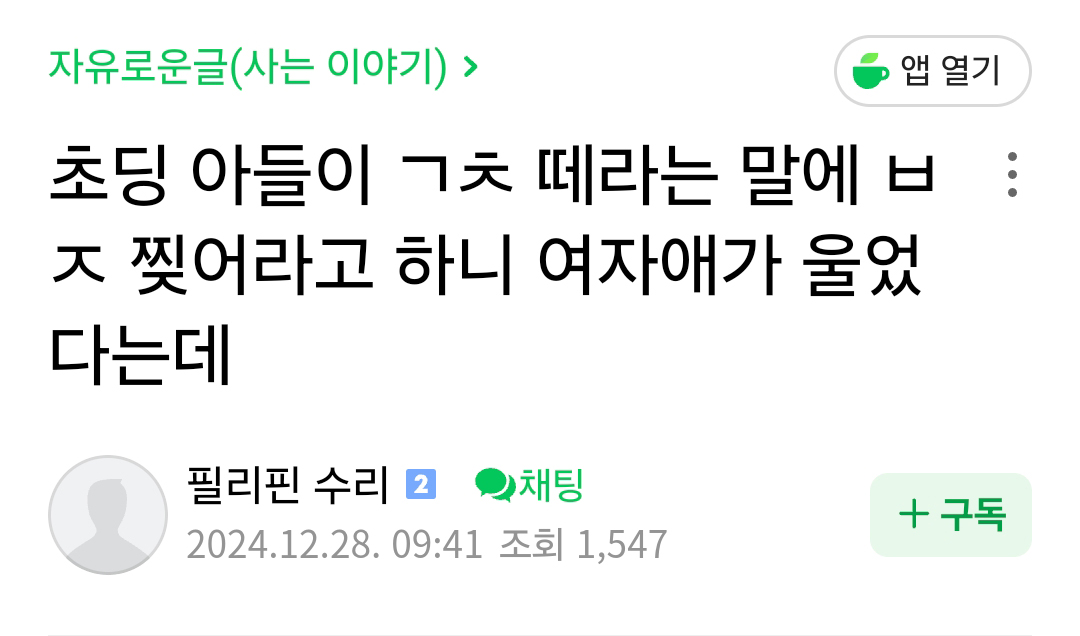 자유로운글(사는 이야기) >
앱 열기
초딩 아들이 ㄱㅊ 떼라는 말에 ㅂ
ㅈ 찢어라고 하니 여자애가 울었
다는데
필리핀 수리 2 채팅
2024.12.28. 09:41 조회 1,547
+ 구독